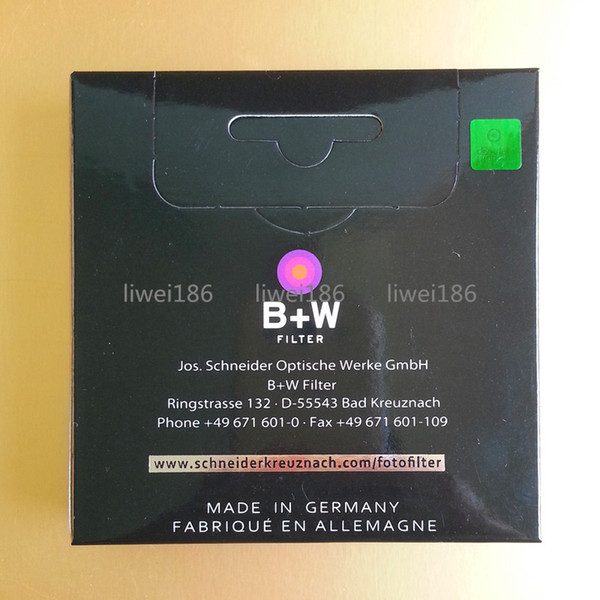 liwei186 liwei186 liwei186
B+W
FILTER
Jos. Schneider Optische Werke GmbH
B+W Filter
Ringstrasse 132 · D-55543 Bad Kreuznach
Phone +49 671 601-0 · Fax +49 671 601-109
www.schneiderkreuznach.com/fotofilter
MADE IN GERMANY
FABRIQUÉ EN ALLEMAGNE